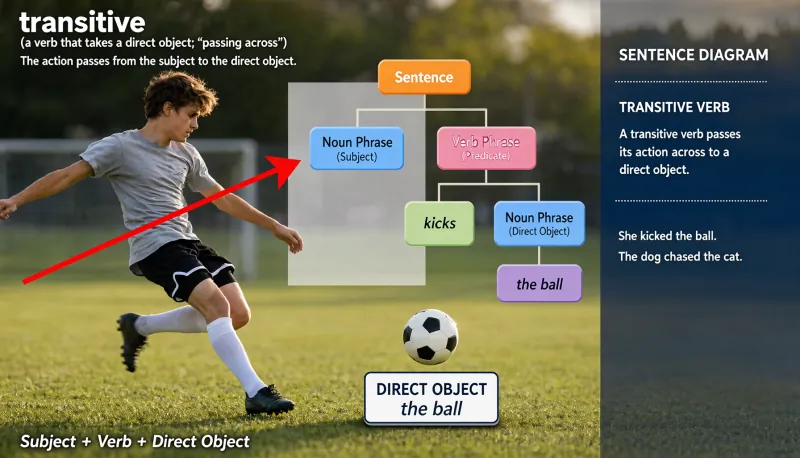 transitive
(a verb that takes a direct object; “passing across”)
The action passes from the subject to the direct object.
Sentence
Noun Phrase
(Subject)
Verb Phrase
(Predicate)
kicks
Noun Phrase
(Direct Object)
the ball
DIRECT OBJECT
the ball
Subject + Verb + Direct Object
SENTENCE DIAGRAM
TRANSITIVE VERB
A transitive verb passes
its action across to a
direct object.
She kicked the ball.
The dog chased the cat.